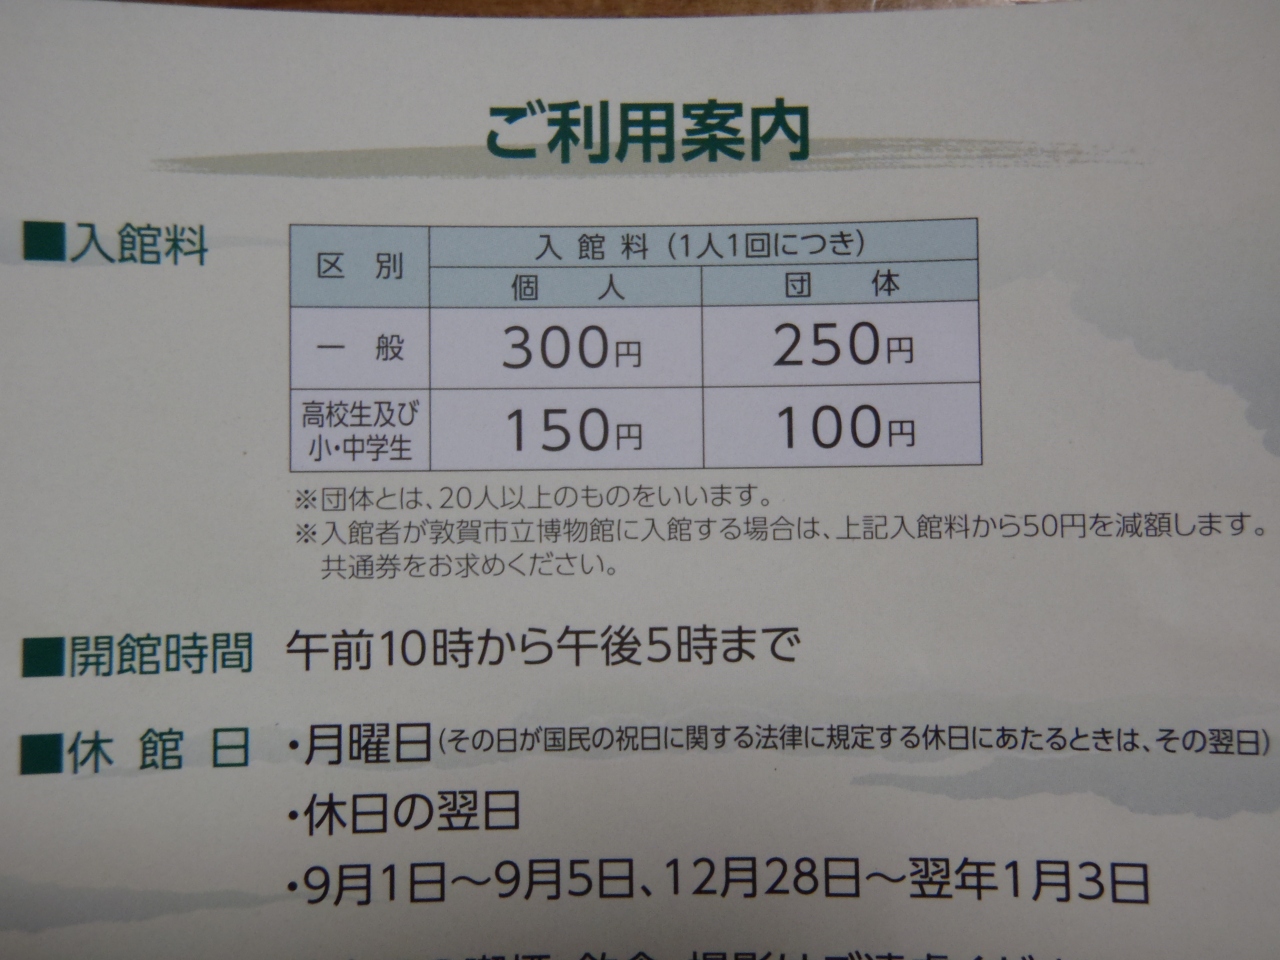 ご利用案内
■入館料
区 別
入 館 料 (1人1回につき)
個 人
団 体
一 般
300円
250円
高校生及び
小・中学生
150円
100円
※団体とは、20人以上のものをいいます。
※入館者が敦賀市立博物館に入館する場合は、上記入館料から50円を減額します。
共通券をお求めください。
■開館時間 午前10時から午後5時まで
■休 館 日 ・月曜日(その日が国民の祝日に関する法律に規定する休日にあたるときは、その翌日)
・休日の翌日
・9月1日～9月5日、12月28日～翌年1月3日